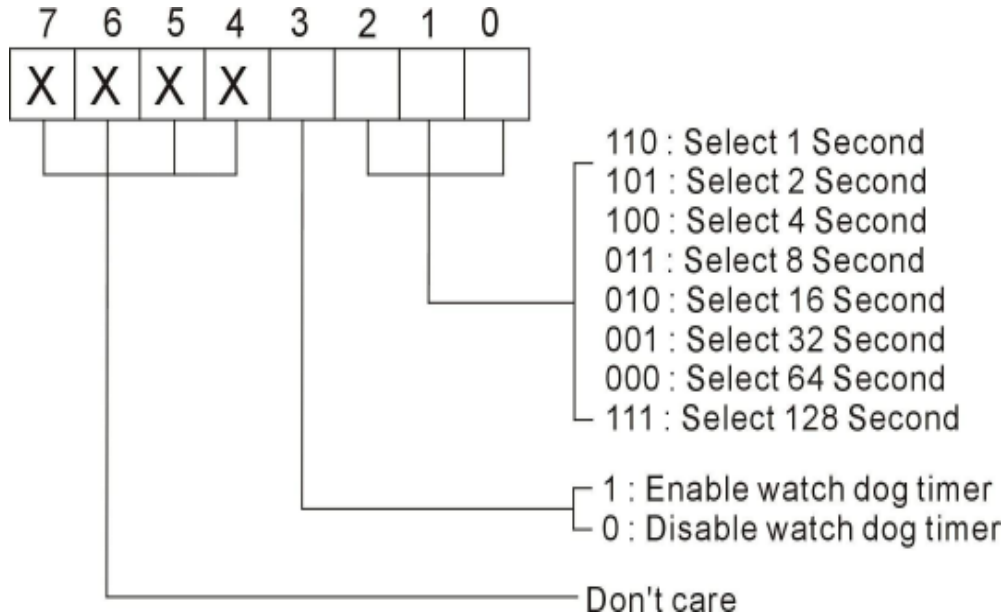 7 6 5 4 3 2 1 0
X X X X
110 : Select 1 Second
101 : Select 2 Second
100 : Select 4 Second
011 : Select 8 Second
010 : Select 16 Second
001 : Select 32 Second
000 : Select 64 Second
111 : Select 128 Second
1 : Enable watch dog timer
0 : Disable watch dog timer
Don't care